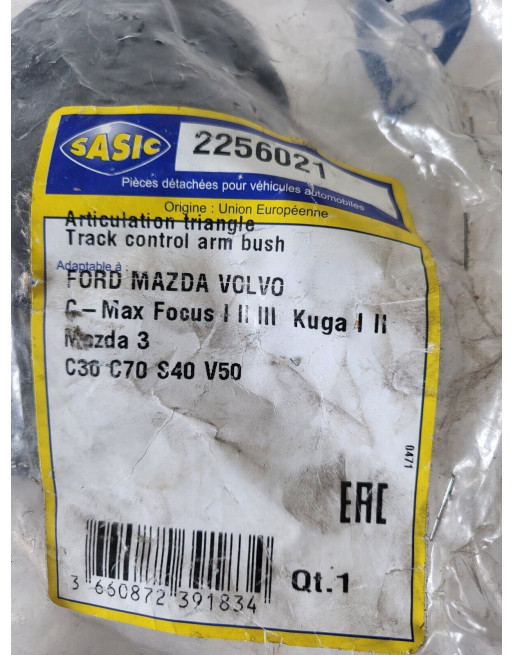 SASIC
2256021
Pièces détachées pour véhicules automobiles
Origine : Union Européenne
Articulation triangle
Track control arm bush
Adaptable à
FORD MAZDA VOLVO
C-Max Focus I II III Kuga I II
Mazda 3
C30 C70 S40 V50
0471
EAC
3 660872 391834
Qt.1